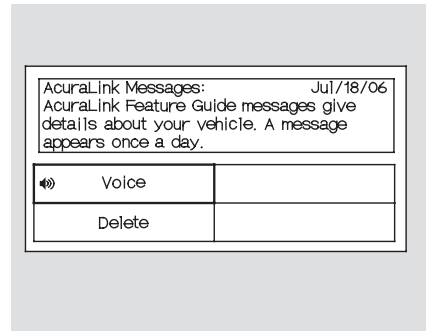 AcuraLink Messages: Jul/18/06
AcuraLink Feature Guide messages give
details about your vehicle. A message
appears once a day.
Voice
Delete